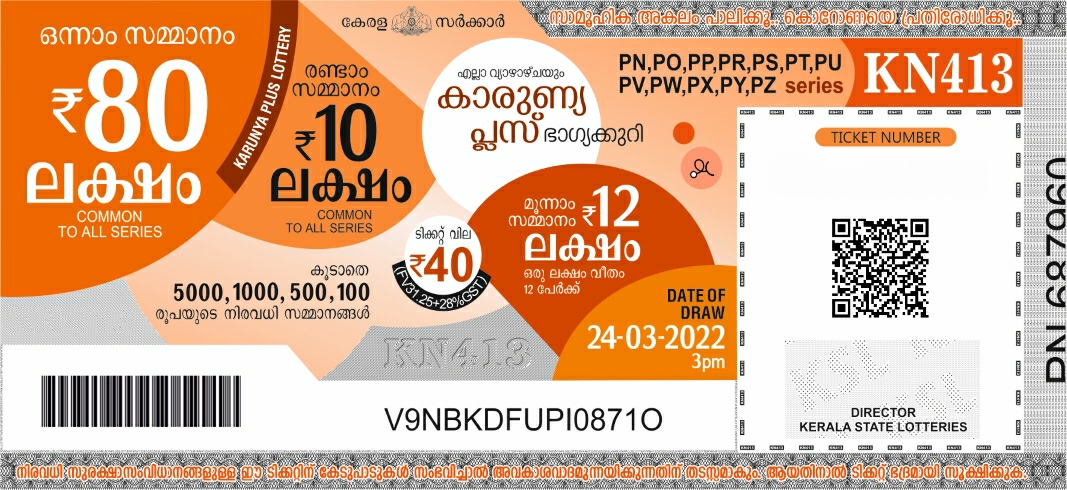 കേരള സർക്കാർ
സാമൂഹിക അകലം പാലിക്കൂ.. കൊറോണയെ പ്രതിരോധിക്കൂ..
ഒന്നാം സമ്മാനം
₹80
ലക്ഷം
COMMON
TO ALL SERIES
KARUNYA PLUS LOTTERY
രണ്ടാം
സമ്മാനം
₹10
ലക്ഷം
COMMON
TO ALL SERIES
എല്ലാ വ്യാഴാഴ്ചയും
കാരുണ്യ
പ്ലസ് ഭാഗ്യക്കുറി
PN,PO,PP,PR,PS,PT,PU
PV,PW,PX,PY,PZ series
KN413
TICKET NUMBER
മൂന്നാം
സമ്മാനം ₹12
ലക്ഷം
ഒരു ലക്ഷം വീതം
12 പേർക്ക്
ടിക്കറ്റ് വില
₹40
(FV31.25+28%GST)
കൂടാതെ
5000,1000,500,100
രൂപയുടെ നിരവധി സമ്മാനങ്ങൾ
DATE OF
DRAW
24-03-2022
3pm
KN413
PN 687960
KSL
KSL
DIRECTOR
KERALA STATE LOTTERIES
V9NBKDFUPI0871O
നിരവധി സുരക്ഷാസംവിധാനങ്ങളുള്ള ഈ ടിക്കറ്റിന് കേടുപാടുകൾ സംഭവിച്ചാൽ അവകാശവാദമുന്നയിക്കുന്നതിന് തടസ്സമാകും. ആയതിനാൽ ടിക്കറ്റ് ഭദ്രമായി സൂക്ഷിക്കുക.